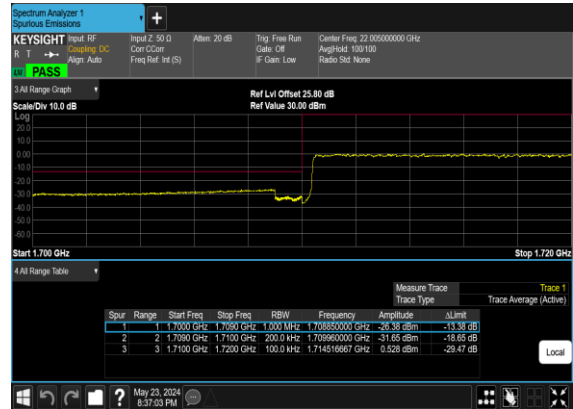 Spectrum Analyzer 1
Spurious Emissions
KEYSIGHT Input: RF Input Z: 50 Ω Atten: 20 dB Trig: Free Run Center Freq: 22.005000000 GHz
R T Coupling: DC Corr CCorr Gate: Off Avg|Hold: 100/100
Align: Auto Freq Ref: Int (S) IF Gain: Low Radio Std: None
LW PASS
3 All Range Graph
Ref Lvl Offset 25.80 dB
Scale/Div 10.0 dB Ref Value 30.00 dBm
Log
20.0
10.0
0.00
-10.0
-20.0
-30.0
-40.0
-50.0
-60.0
Start 1.700 GHz Stop 1.720 GHz
4 All Range Table
Measure Trace Trace 1
Trace Type Trace Average (Active)
Spur Range Start Freq Stop Freq RBW Frequency Amplitude ΔLimit
1 1 1.7000 GHz 1.7090 GHz 1.000 MHz 1.708850000 GHz -26.38 dBm -13.38 dB
2 2 1.7090 GHz 1.7100 GHz 200.0 kHz 1.709960000 GHz -31.65 dBm -18.65 dB
3 3 1.7100 GHz 1.7200 GHz 100.0 kHz 1.714516667 GHz 0.528 dBm -29.47 dB
Local
? May 23, 2024
8:37:03 PM